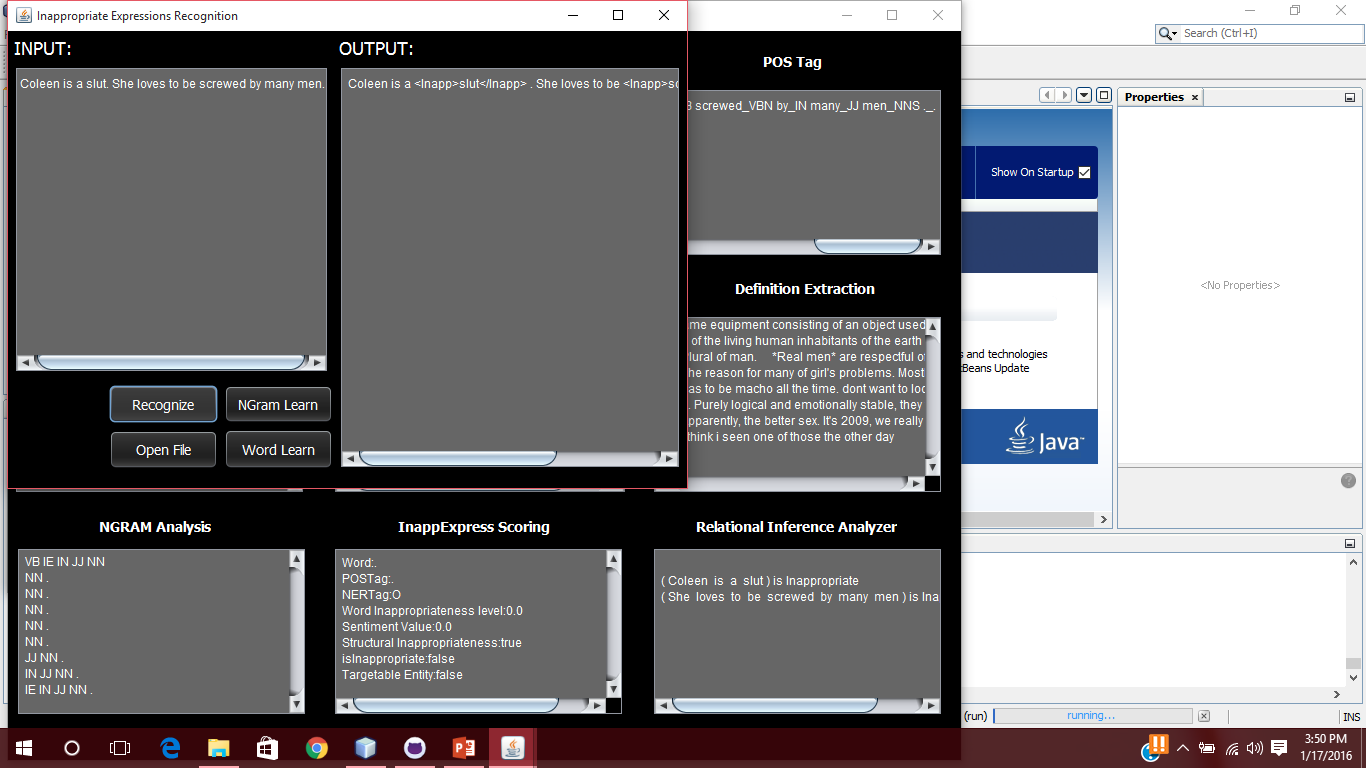 Inappropriate Expressions Recognition
INPUT:
OUTPUT:
Coleen is a slut. She loves to be screwed by many men.
Coleen is a <Inapp>slut</Inapp> . She loves to be <Inapp>sc
Recognize
NGram Learn
Open File
Word Learn
POS Tag
screwed_VBN by_IN many_JJ men_NNS ._.
Definition Extraction
me equipment consisting of an object used
of the living human inhabitants of the earth
lural of man. *Real men* are respectful of
he reason for many of girl's problems. Most
as to be macho all the time. dont want to loo
. Purely logical and emotionally stable, they
pparently, the better sex. It's 2009, we really
think i seen one of those the other day
NGRAM Analysis
VB IE IN JJ NN
NN .
NN .
NN .
NN .
NN .
JJ NN .
IN JJ NN .
IE IN JJ NN .
InappExpress Scoring
Word:.
POSTag:.
NERTag:O
Word Inappropriateness level:0.0
Sentiment Value:0.0
Structural Inappropriateness:true
isInappropriate:false
Targetable Entity:false
Relational Inference Analyzer
( Coleen is a slut ) is Inappropriate
( She loves to be screwed by many men ) is Ina
Search (Ctrl+I)
Properties
Show On Startup
<No Properties>
s and technologies
tBeans Update
Java™
(run)
running...
INS
3:50 PM
1/17/2016